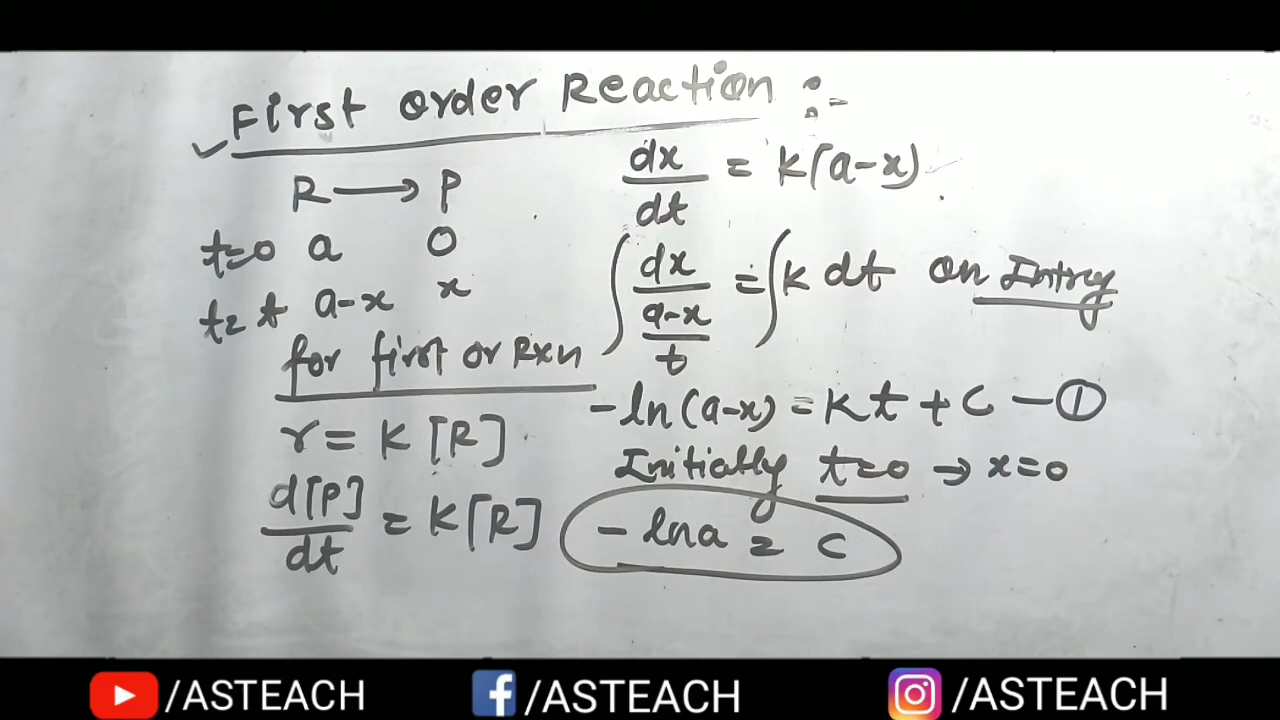 First Order Reaction :-
R → P
t=0 a 0
t=t a-x x
for first or Rxn
r = K [R]
d[P]/dt = K[R]
dx/dt = K(a-x)
∫ dx/a-x/t = ∫ K dt on
-ln(a-x) = Kt + C — ①
Initially t=0 → x=0
-ln a = C
/ASTEACH
/ASTEACH
/ASTEACH